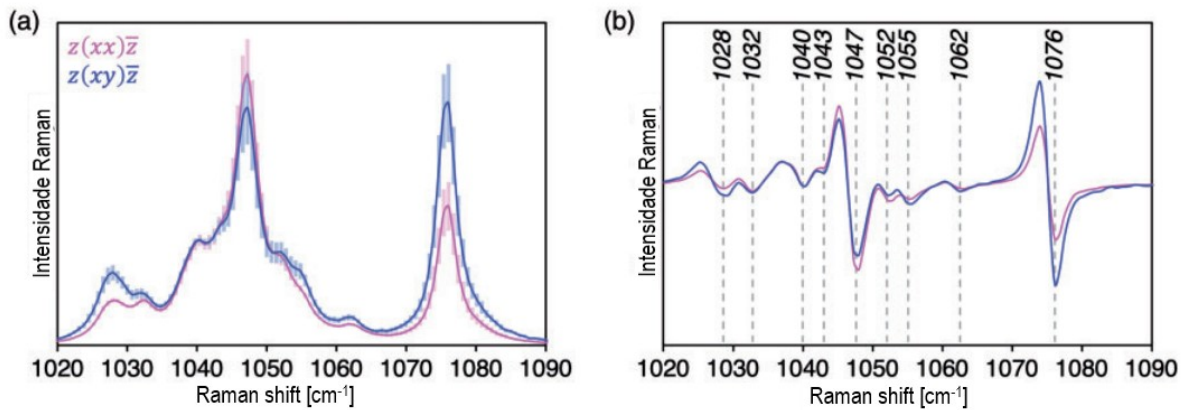 (a)
z(xx)z̅
z(xy)z̅
Intensidade Raman
1020 1030 1040 1050 1060 1070 1080 1090
Raman shift [cm⁻¹]
(b)
1028 1032 1040 1043 1047 1052 1055 1062 1076
Intensidade Raman
1020 1030 1040 1050 1060 1070 1080 1090
Raman shift [cm⁻¹]